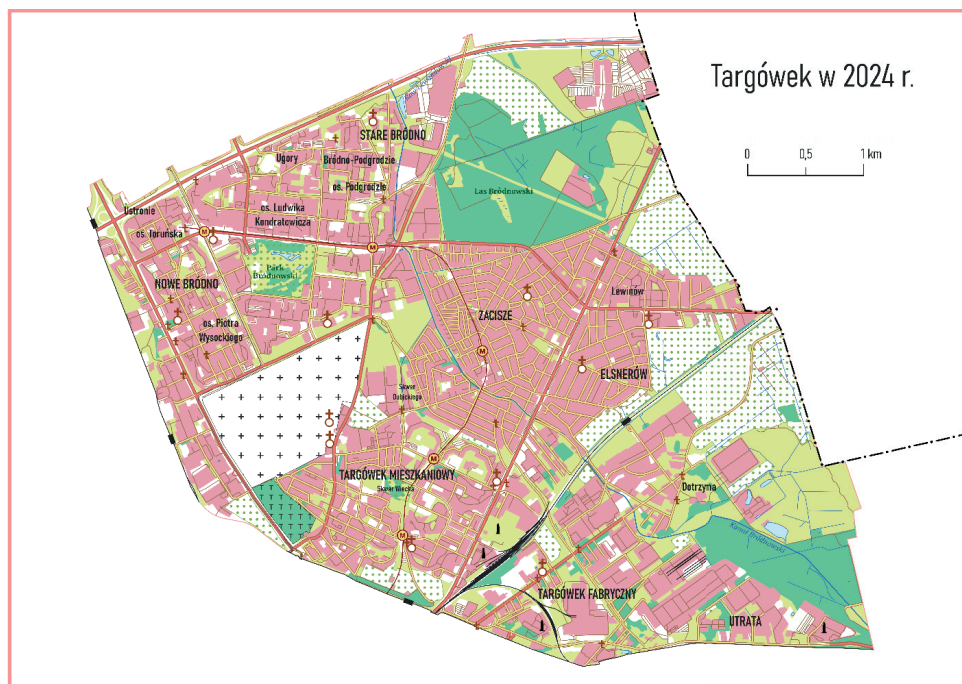 Targówek w 2024 r.
0
0,5
1 km
STARE BRÓDNO
Ugory
Bródno-Podgrodzie
os. Podgrodzie
Las Bródnowski
os. Ludwika
Kondratowicza
Ustronie
os. Toruńska
M
M
Park
Bródnowski
NOWE BRÓDNO
Lewinów
ZACISZE
os. Piotra
Wysockiego
M
ELSNERÓW
Skwer
M
TARGÓWEK MIESZKANIOWY
Skwer Wiecha
Dotrzyma
Kanał Bródnowski
M
TARGÓWEK FABRYCZNY
UTRATA